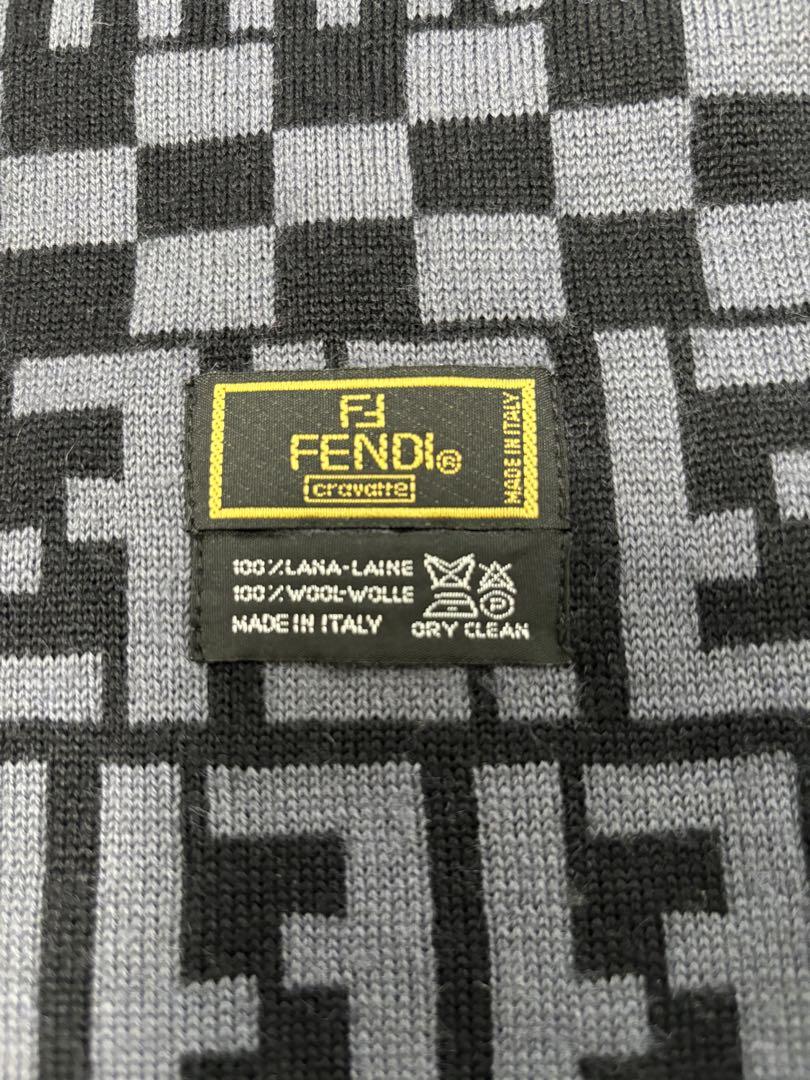 FF
FENDI®
cravatte
MADE IN ITALY
100%LANA-LAINE
100%WOOL-WOLLE
MADE IN ITALY
P
DRY CLEAN